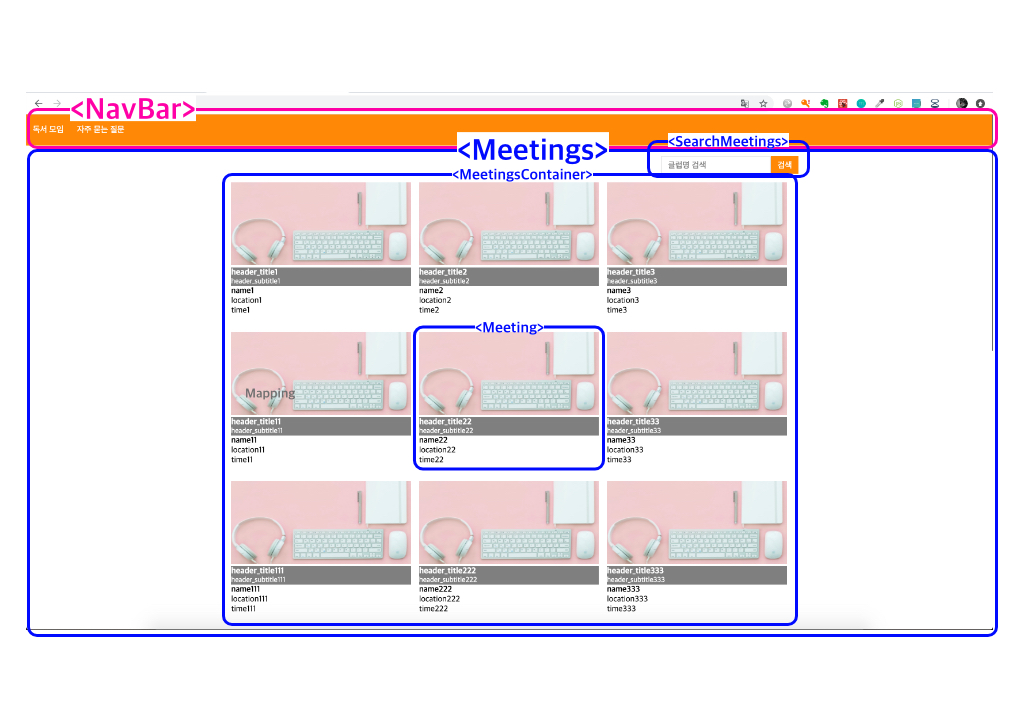 <NavBar>
독서 모임 자주 묻는 질문
<Meetings>
<SearchMeetings>
클럽명 검색 검색
<MeetingsContainer>
header_title1 header_title2 header_title3
header_subtitle1 header_subtitle2 header_subtitle3
name1 name2 name3
location1 location2 location3
time1 time2 time3
<Meeting>
Mapping
header_title11 header_title22 header_title33
header_subtitle11 header_subtitle22 header_subtitle33
name11 name22 name33
location11 location22 location33
time11 time22 time33
header_title111 header_title222 header_title333
header_subtitle111 header_subtitle222 header_subtitle333
name111 name222 name333
location111 location222 location333
time111 time222 time333